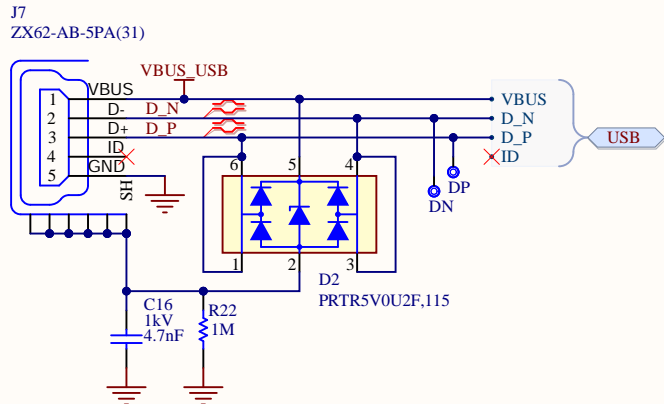 J7
ZX62-AB-5PA(31)
VBUS_USB
1 VBUS
2 D- D_N
3 D+ D_P
4 ID
5 GND
SH
VBUS
D_N
D_P
ID
USB
DP
DN
6 5 4
1 2 3
D2
PRTR5V0U2F,115
C16
1kV
4.7nF
R22
1M